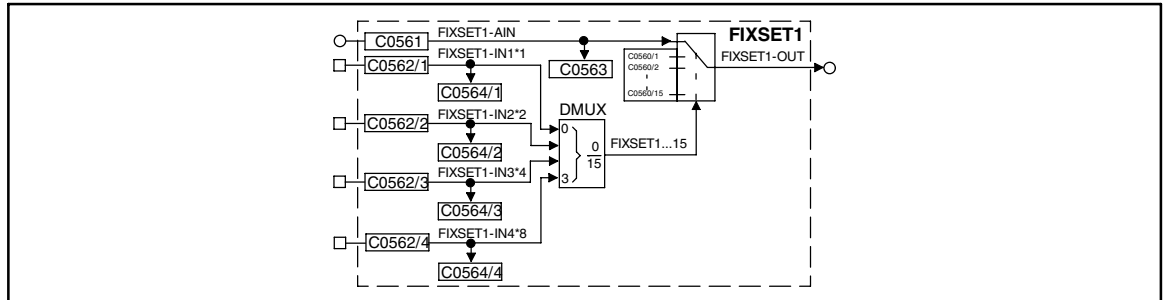 FIXSET1
C0561 FIXSET1-AIN
C0563
C0560/1
C0560/2
C0560/15
FIXSET1-OUT
C0562/1 FIXSET1-IN1*1
C0564/1
C0562/2 FIXSET1-IN2*2
C0564/2
C0562/3 FIXSET1-IN3*4
C0564/3
C0562/4 FIXSET1-IN4*8
C0564/4
DMUX
0
3
0
15
FIXSET1...15